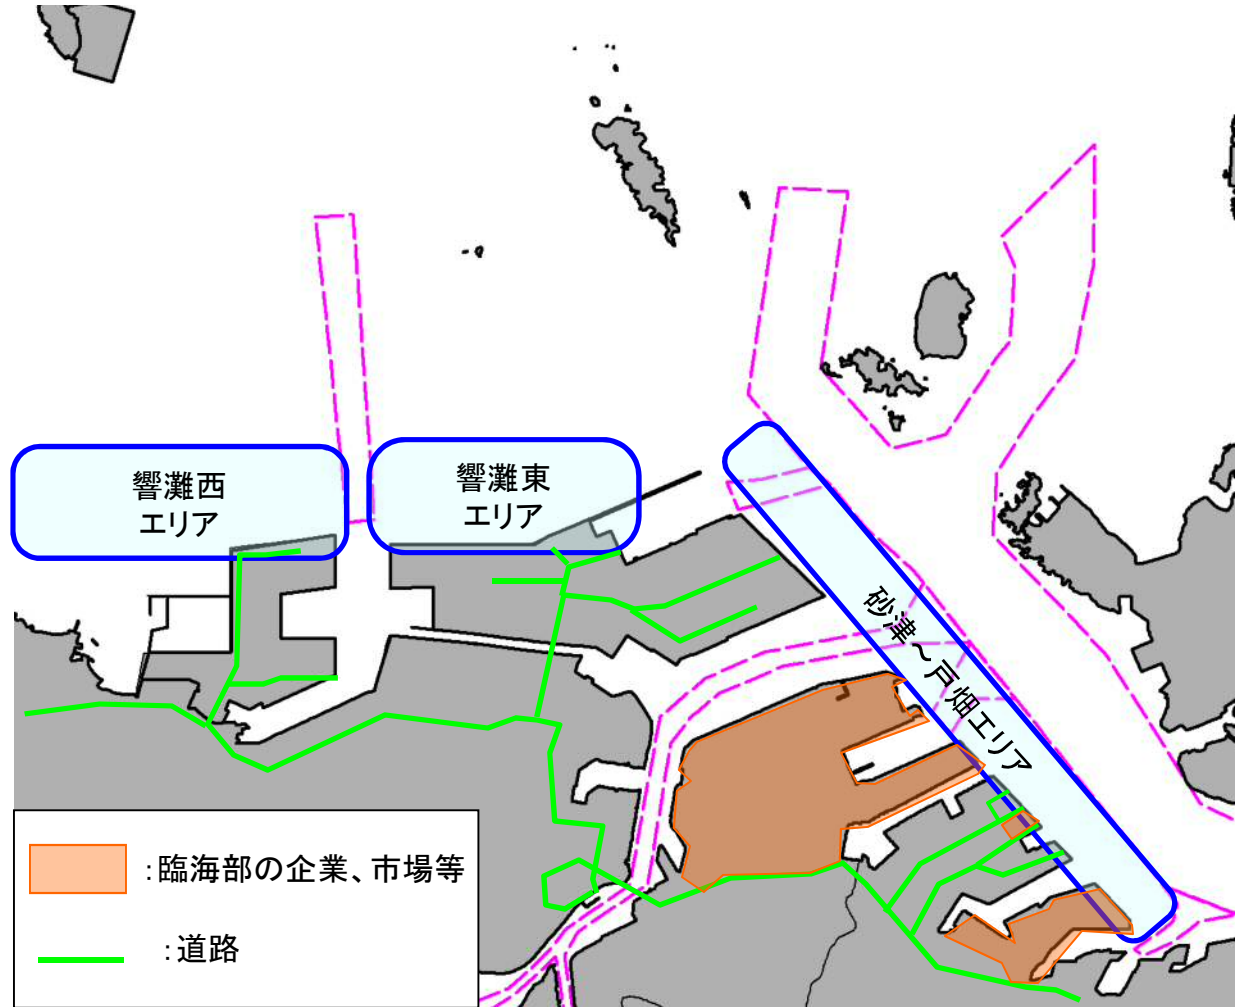 響灘西
エリア
響灘東
エリア
砂津～戸畑エリア
：臨海部の企業、市場等
：道路